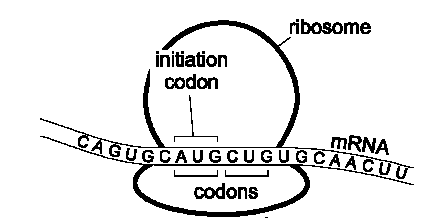 ribosome
initiation
codon
mRNA
CAGUGCAUGCUGUGCAACUU
codons